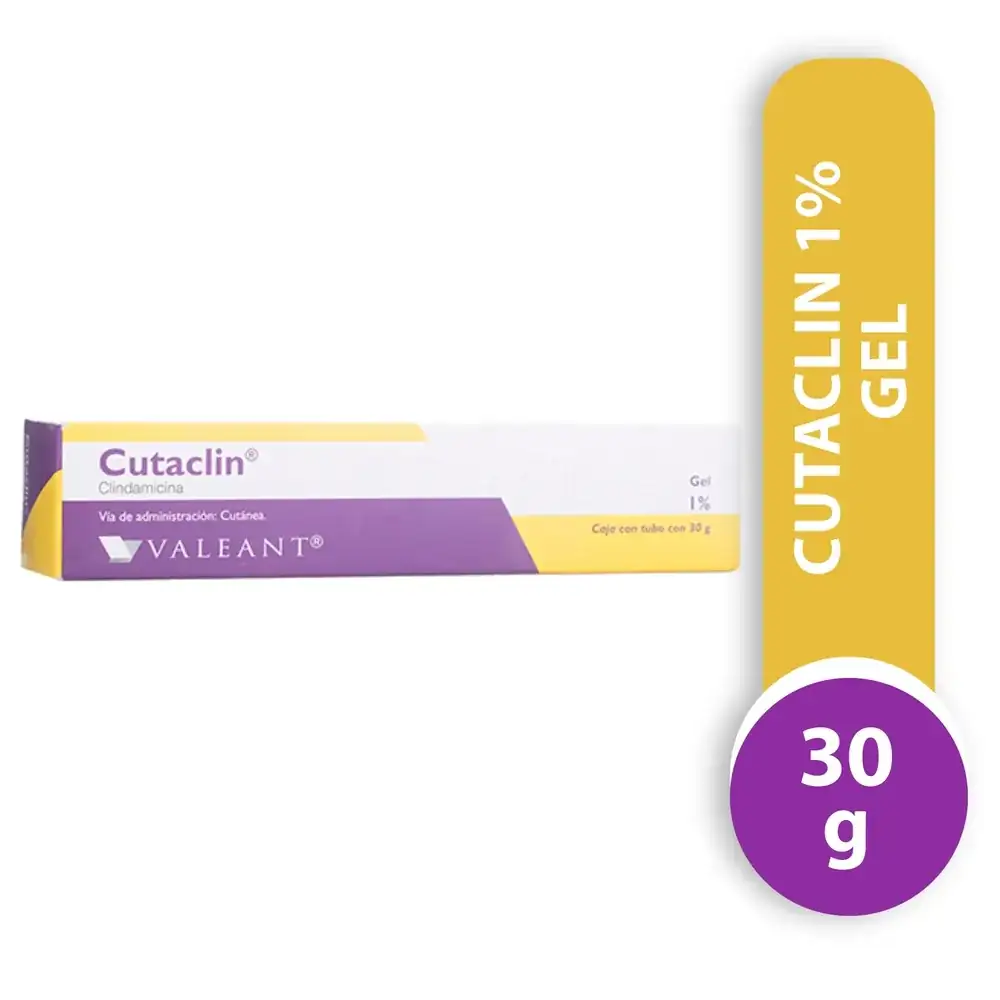 Cutaclin®
Clindamicina
Vía de administración: Cutánea.
VALEANT®
Gel
1%
Caja con tubo con 30 g
CUTACLIN 1%
GEL
30
g